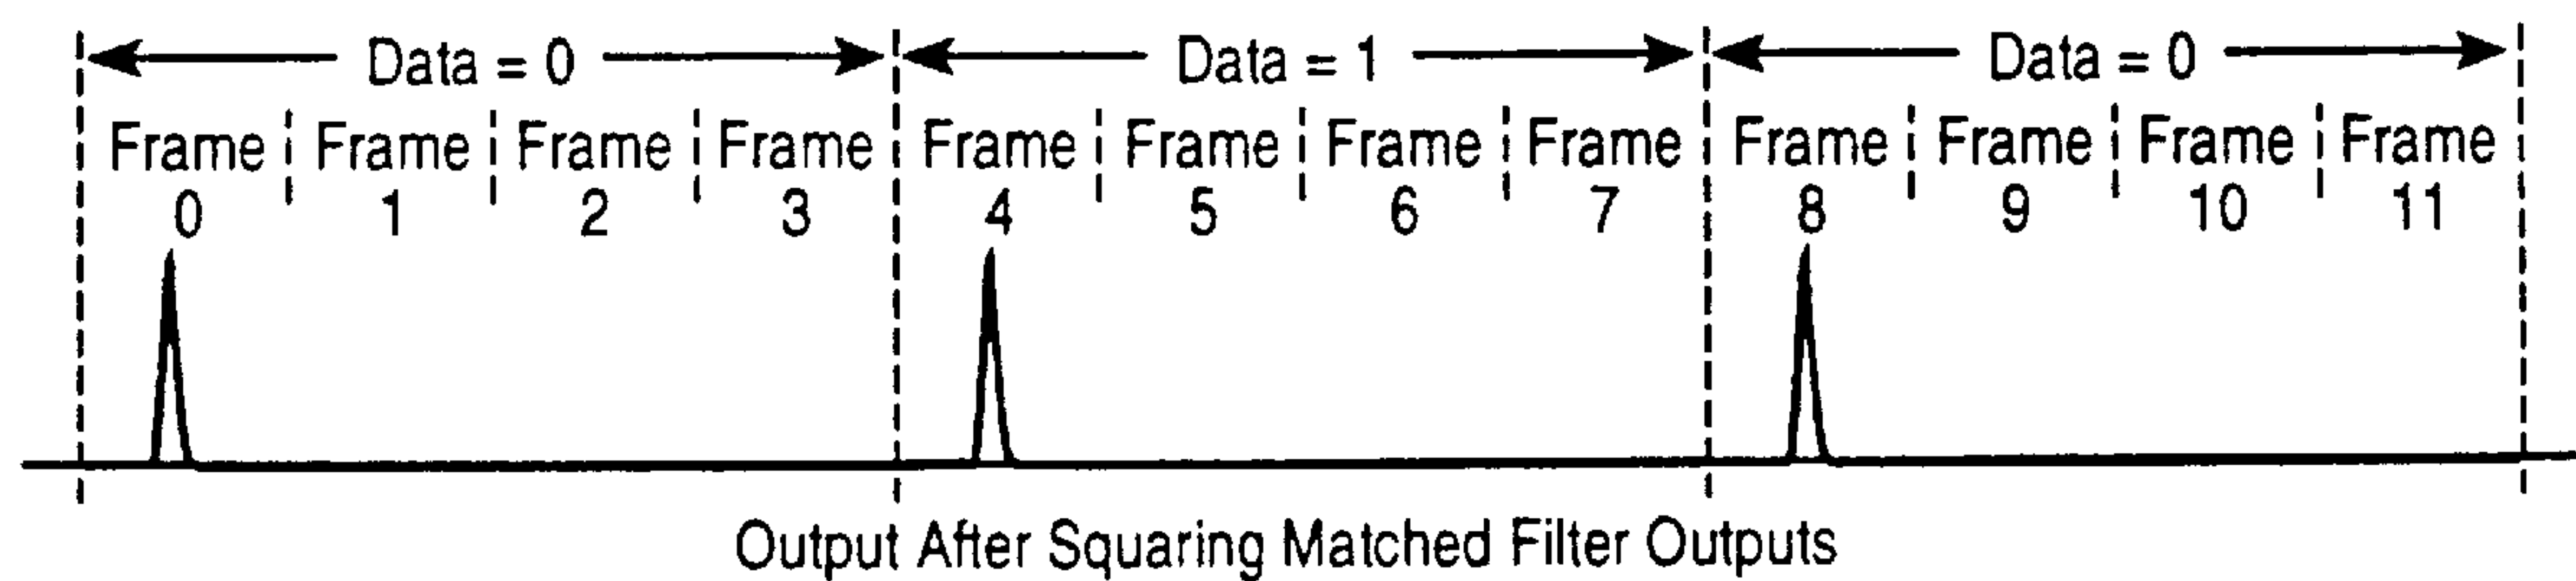 Data = 0 Data = 1 Data = 0
Frame Frame Frame Frame Frame Frame Frame Frame Frame Frame Frame Frame
0 1 2 3 4 5 6 7 8 9 10 11
Output After Squaring Matched Filter Outputs